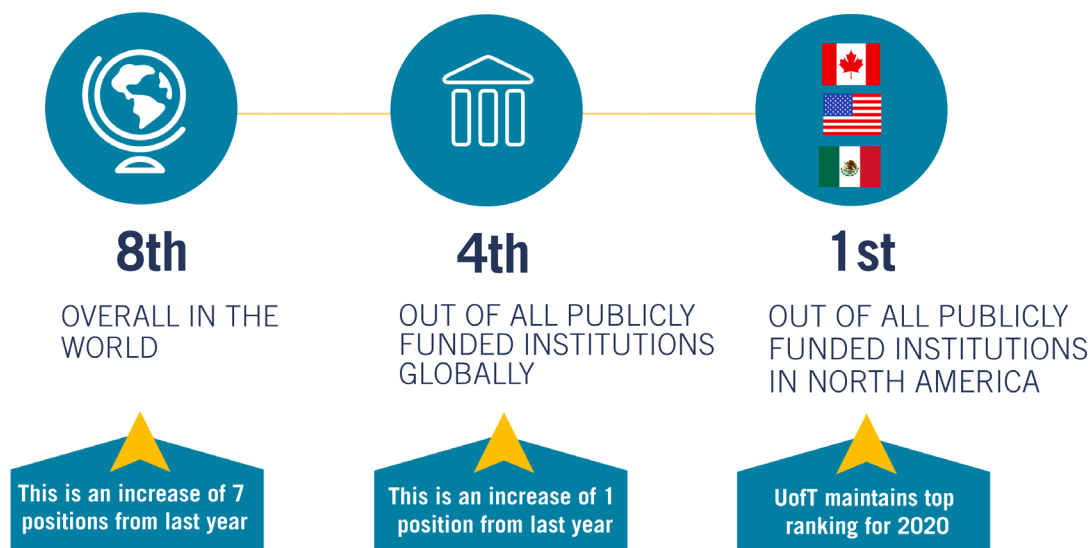 8th
OVERALL IN THE
WORLD
This is an increase of 7
positions from last year
4th
OUT OF ALL PUBLICLY
FUNDED INSTITUTIONS
GLOBALLY
This is an increase of 1
position from last year
1st
OUT OF ALL PUBLICLY
FUNDED INSTITUTIONS
IN NORTH AMERICA
UofT maintains top
ranking for 2020